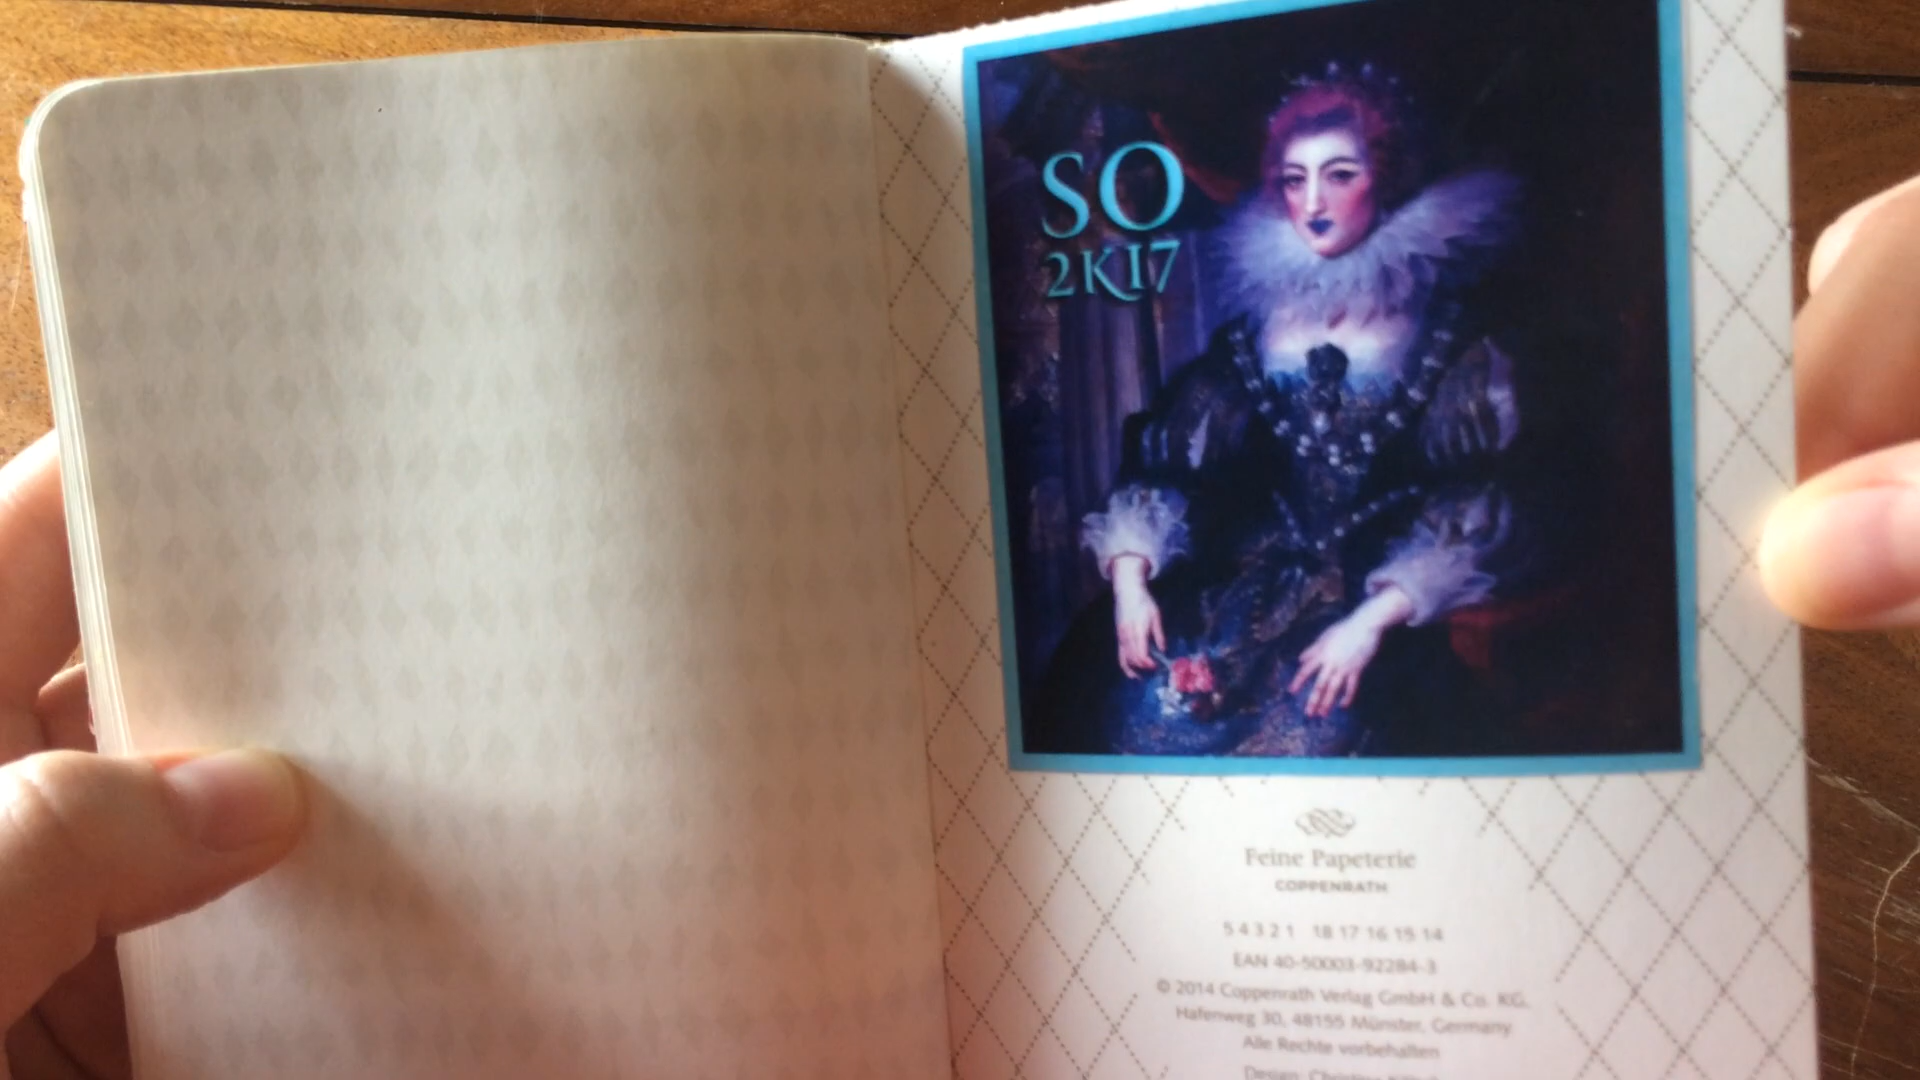 SO
2K17
Feine Papeterie
COPPENRATH
5 4 3 2 1 18 17 16 15 14
EAN 40-50003-92284-3
© 2014 Coppenrath Verlag GmbH & Co. KG,
Hafenweg 30, 48155 Münster, Germany
Alle Rechte vorbehalten
Design: